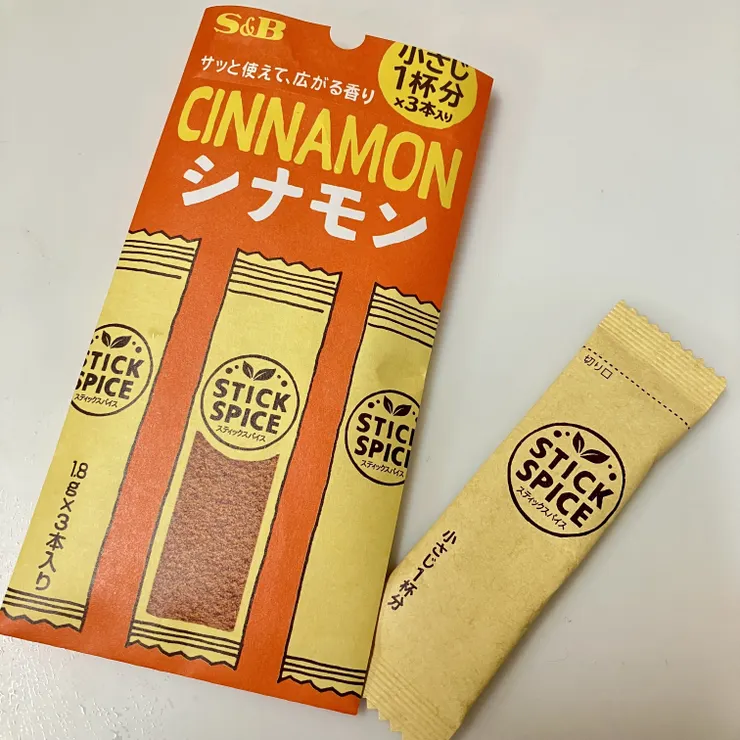 S&B
サッと使えて、広がる香り
小さじ
1杯分
×3本入り
CINNAMON
シナモン
STICK
SPICE
スティックスパイス
1.8g×3本入り
STICK
SPICE
スティックスパイス
STICK
SPICE
スティックスパイス
切り口
STICK
SPICE
スティックスパイス
小さじ1杯分